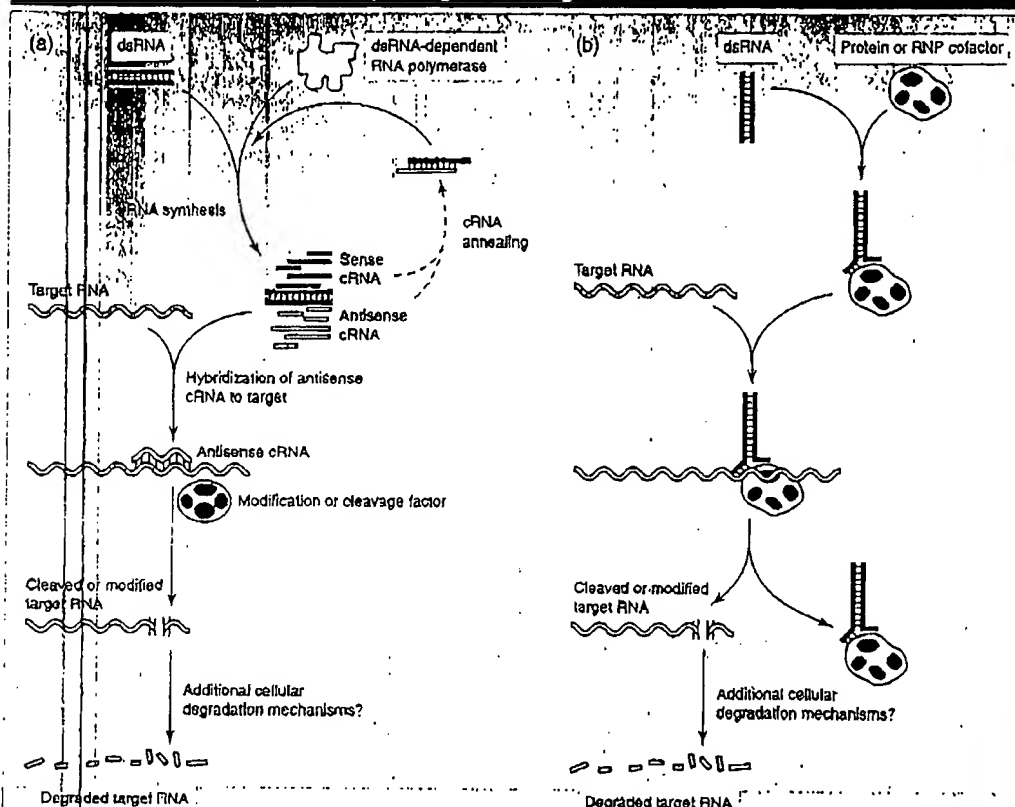 (a)
dsRNA
dsRNA-dependent
RNA polymerase
cRNA synthesis
cRNA
annealing
Sense
cRNA
Target RNA
Antisense
cRNA
Hybridization of antisense
cRNA to target
Antisense cRNA
Modification or cleavage factor
Cleaved or modified
target RNA
Additional cellular
degradation mechanisms?
Degraded target RNA
(b)
dsRNA
Protein or RNP cofactor
Target RNA
Cleaved or modified
target RNA
Additional cellular
degradation mechanisms?
Degraded target RNA